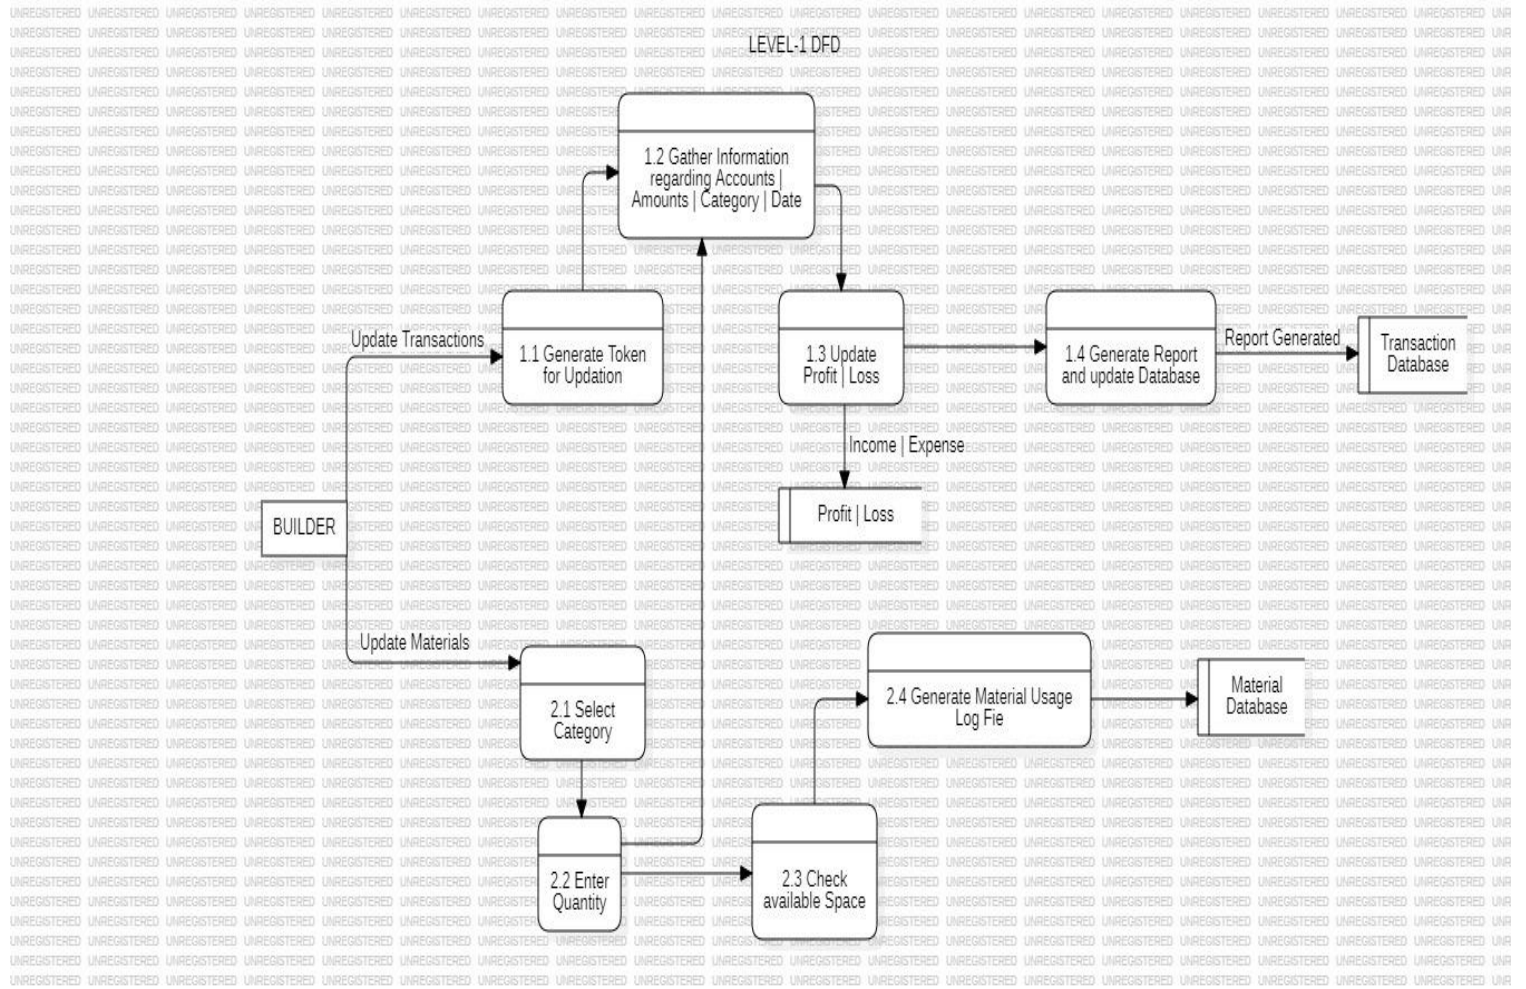 LEVEL-1 DFD
1.2 Gather Information
regarding Accounts |
Amounts | Category | Date
Update Transactions
1.1 Generate Token
for Updation
1.3 Update
Profit | Loss
1.4 Generate Report
and update Database
Report Generated
Transaction
Database
Income | Expense
Profit | Loss
BUILDER
Update Materials
2.1 Select
Category
2.4 Generate Material Usage
Log Fie
Material
Database
2.2 Enter
Quantity
2.3 Check
available Space
UNREGISTERED